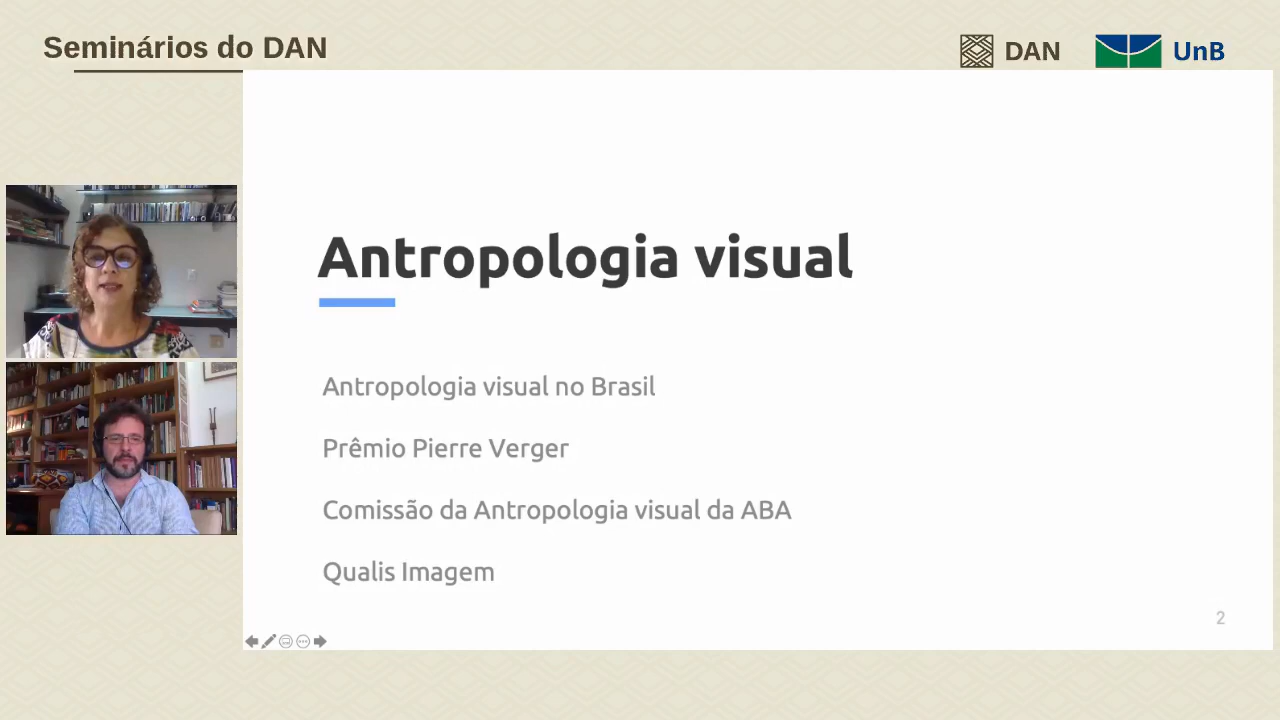 Seminários do DAN
DAN
UnB
Antropologia visual
Antropologia visual no Brasil
Prêmio Pierre Verger
Comissão da Antropologia visual da ABA
Qualis Imagem
2